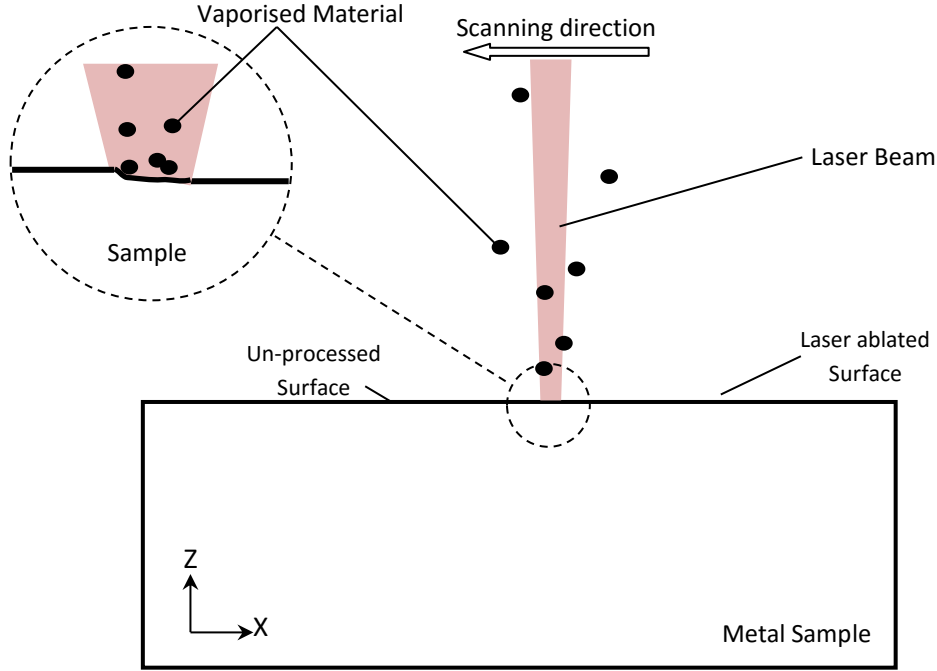 Vaporised Material
Scanning direction
Laser Beam
Sample
Un-processed
Surface
Laser ablated
Surface
Z
X
Metal Sample